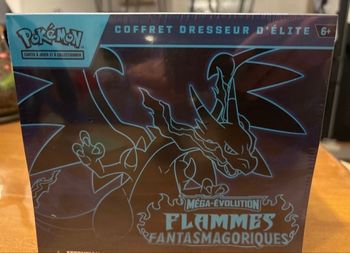 Pokémon
CARTES À JOUER ET À COLLECTIONNER
COFFRET DRESSEUR D'ÉLITE
6+
MÉGA-ÉVOLUTION
FLAMMES
FANTASMAGORIQUES